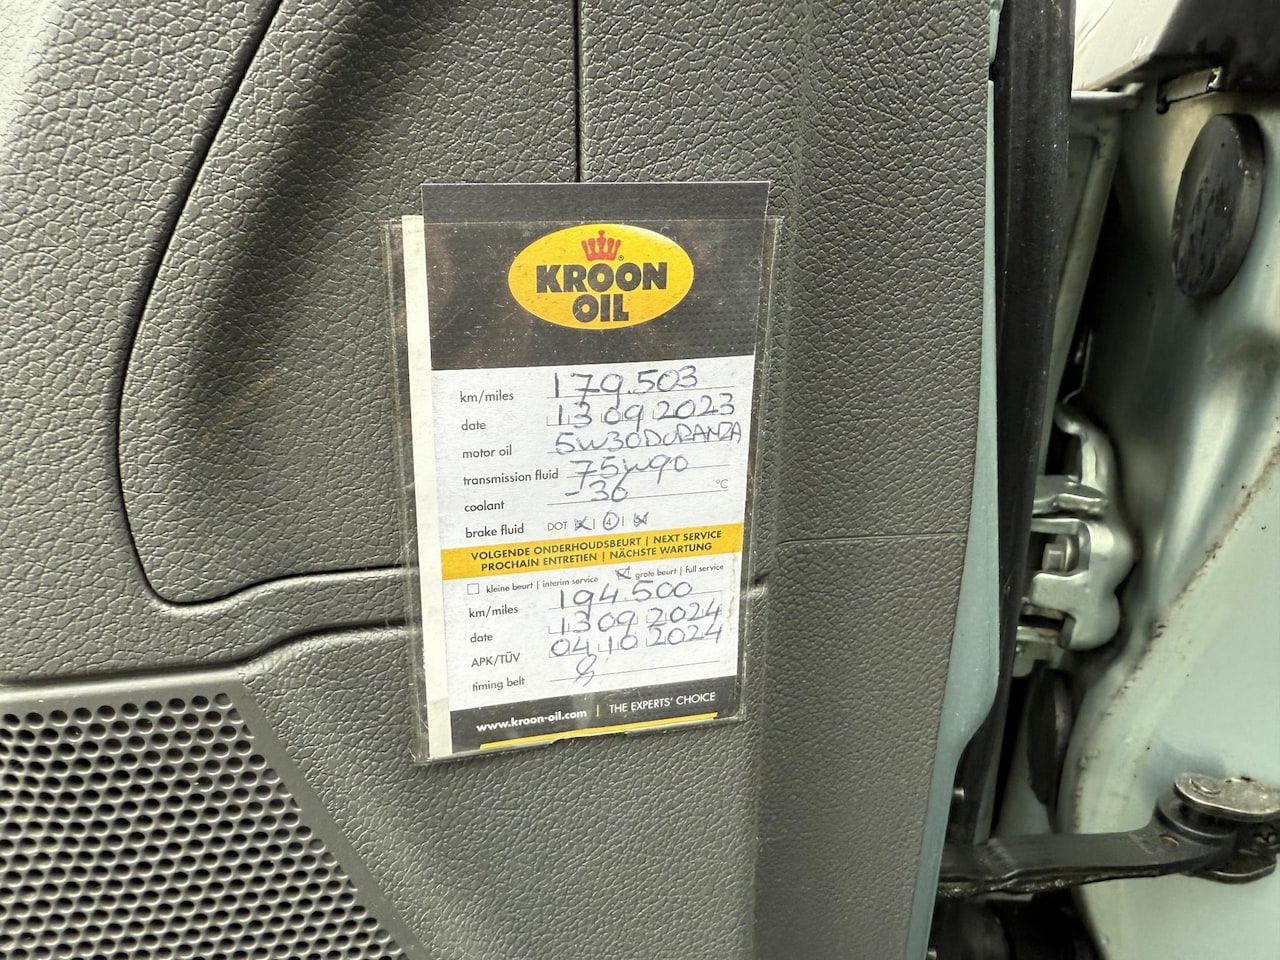 KROON
OIL
km/miles 179.503
date 13 09 2023
motor oil 5W30 DURANZA
transmission fluid 75W90
coolant -36 °C
brake fluid DOT 4
VOLGENDE ONDERHOUDSBEURT | NEXT SERVICE
PROCHAIN ENTRETIEN | NÄCHSTE WARTUNG
kleine beurt | interim service grote beurt | full service
km/miles 194.500
date 13 09 2024
APK/TÜV 04 10 2024
timing belt
www.kroon-oil.com | THE EXPERTS' CHOICE